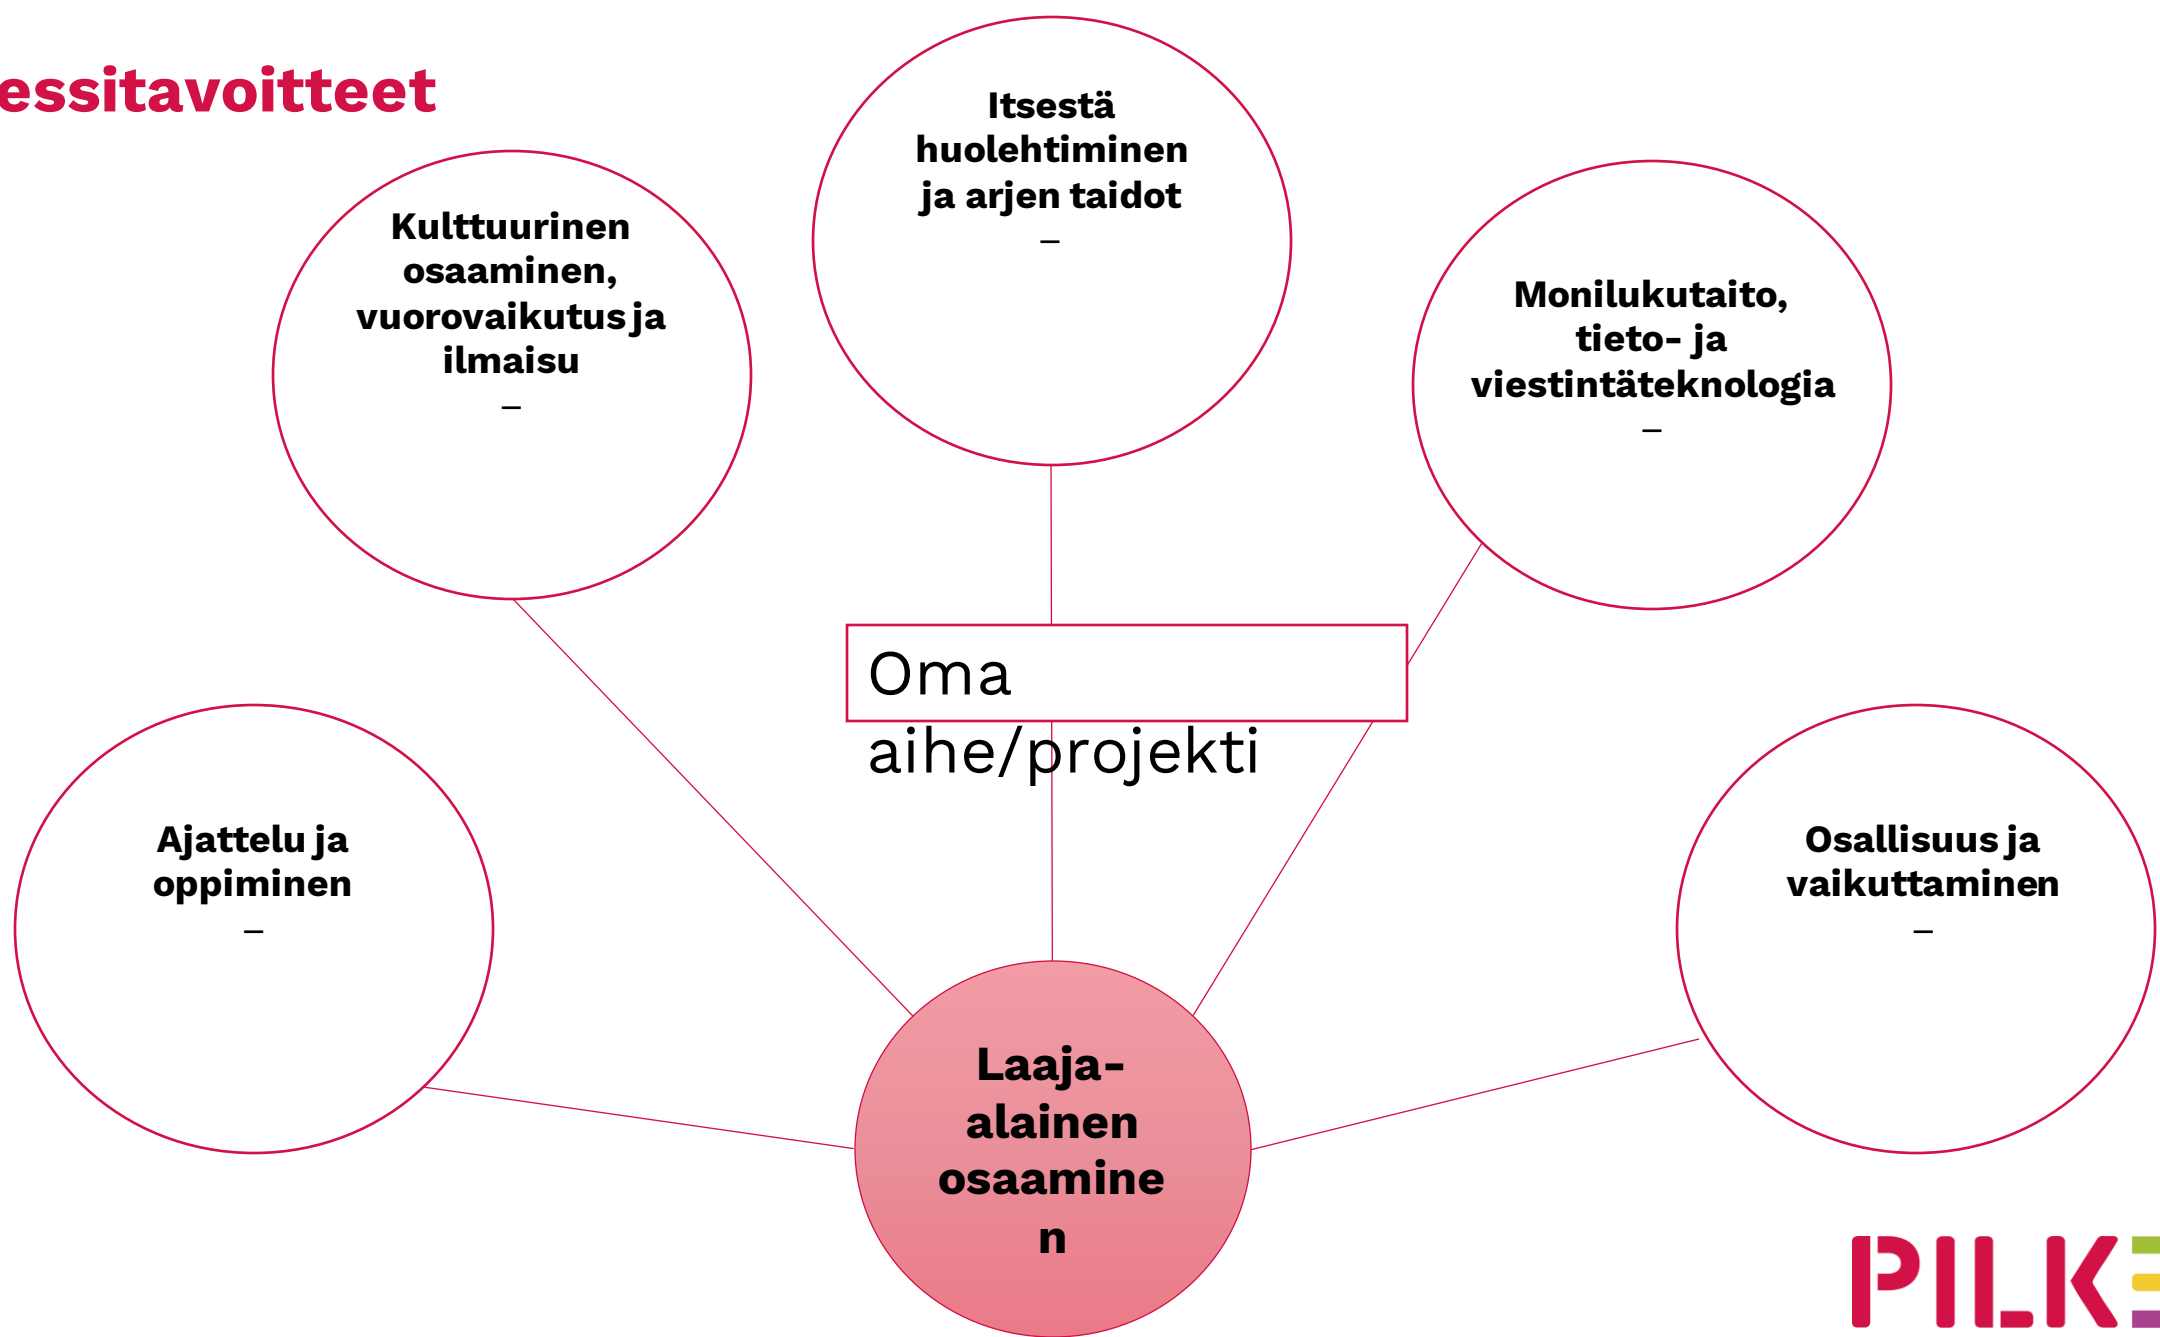 essitavoitteet
Itsestä
huolehtiminen
ja arjen taidot
–
Kulttuurinen
osaaminen,
vuorovaikutus ja
ilmaisu
–
Monilukutaito,
tieto- ja
viestintäteknologia
–
Oma
aihe/projekti
Ajattelu ja
oppiminen
–
Osallisuus ja
vaikuttaminen
–
Laaja-
alainen
osaamine
n
PILKE